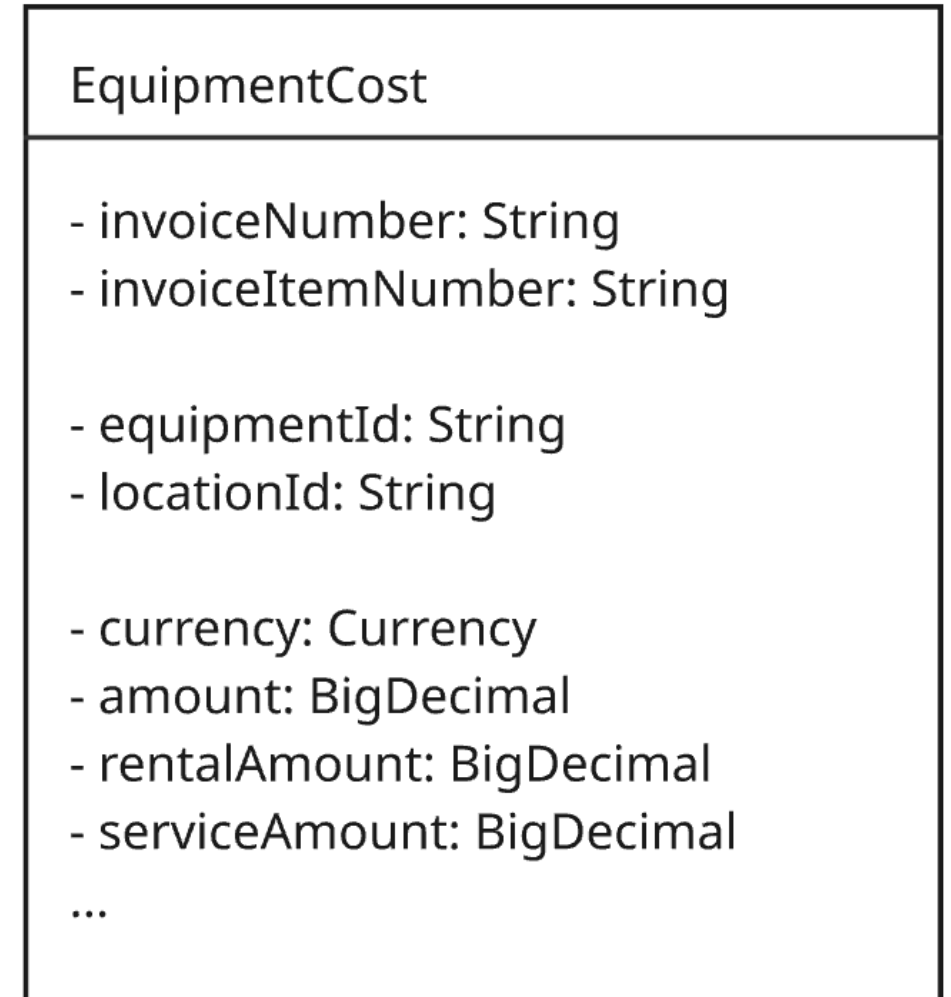 EquipmentCost
- invoiceNumber: String
- invoiceItemNumber: String
- equipmentId: String
- locationId: String
- currency: Currency
- amount: BigDecimal
- rentalAmount: BigDecimal
- serviceAmount: BigDecimal
...